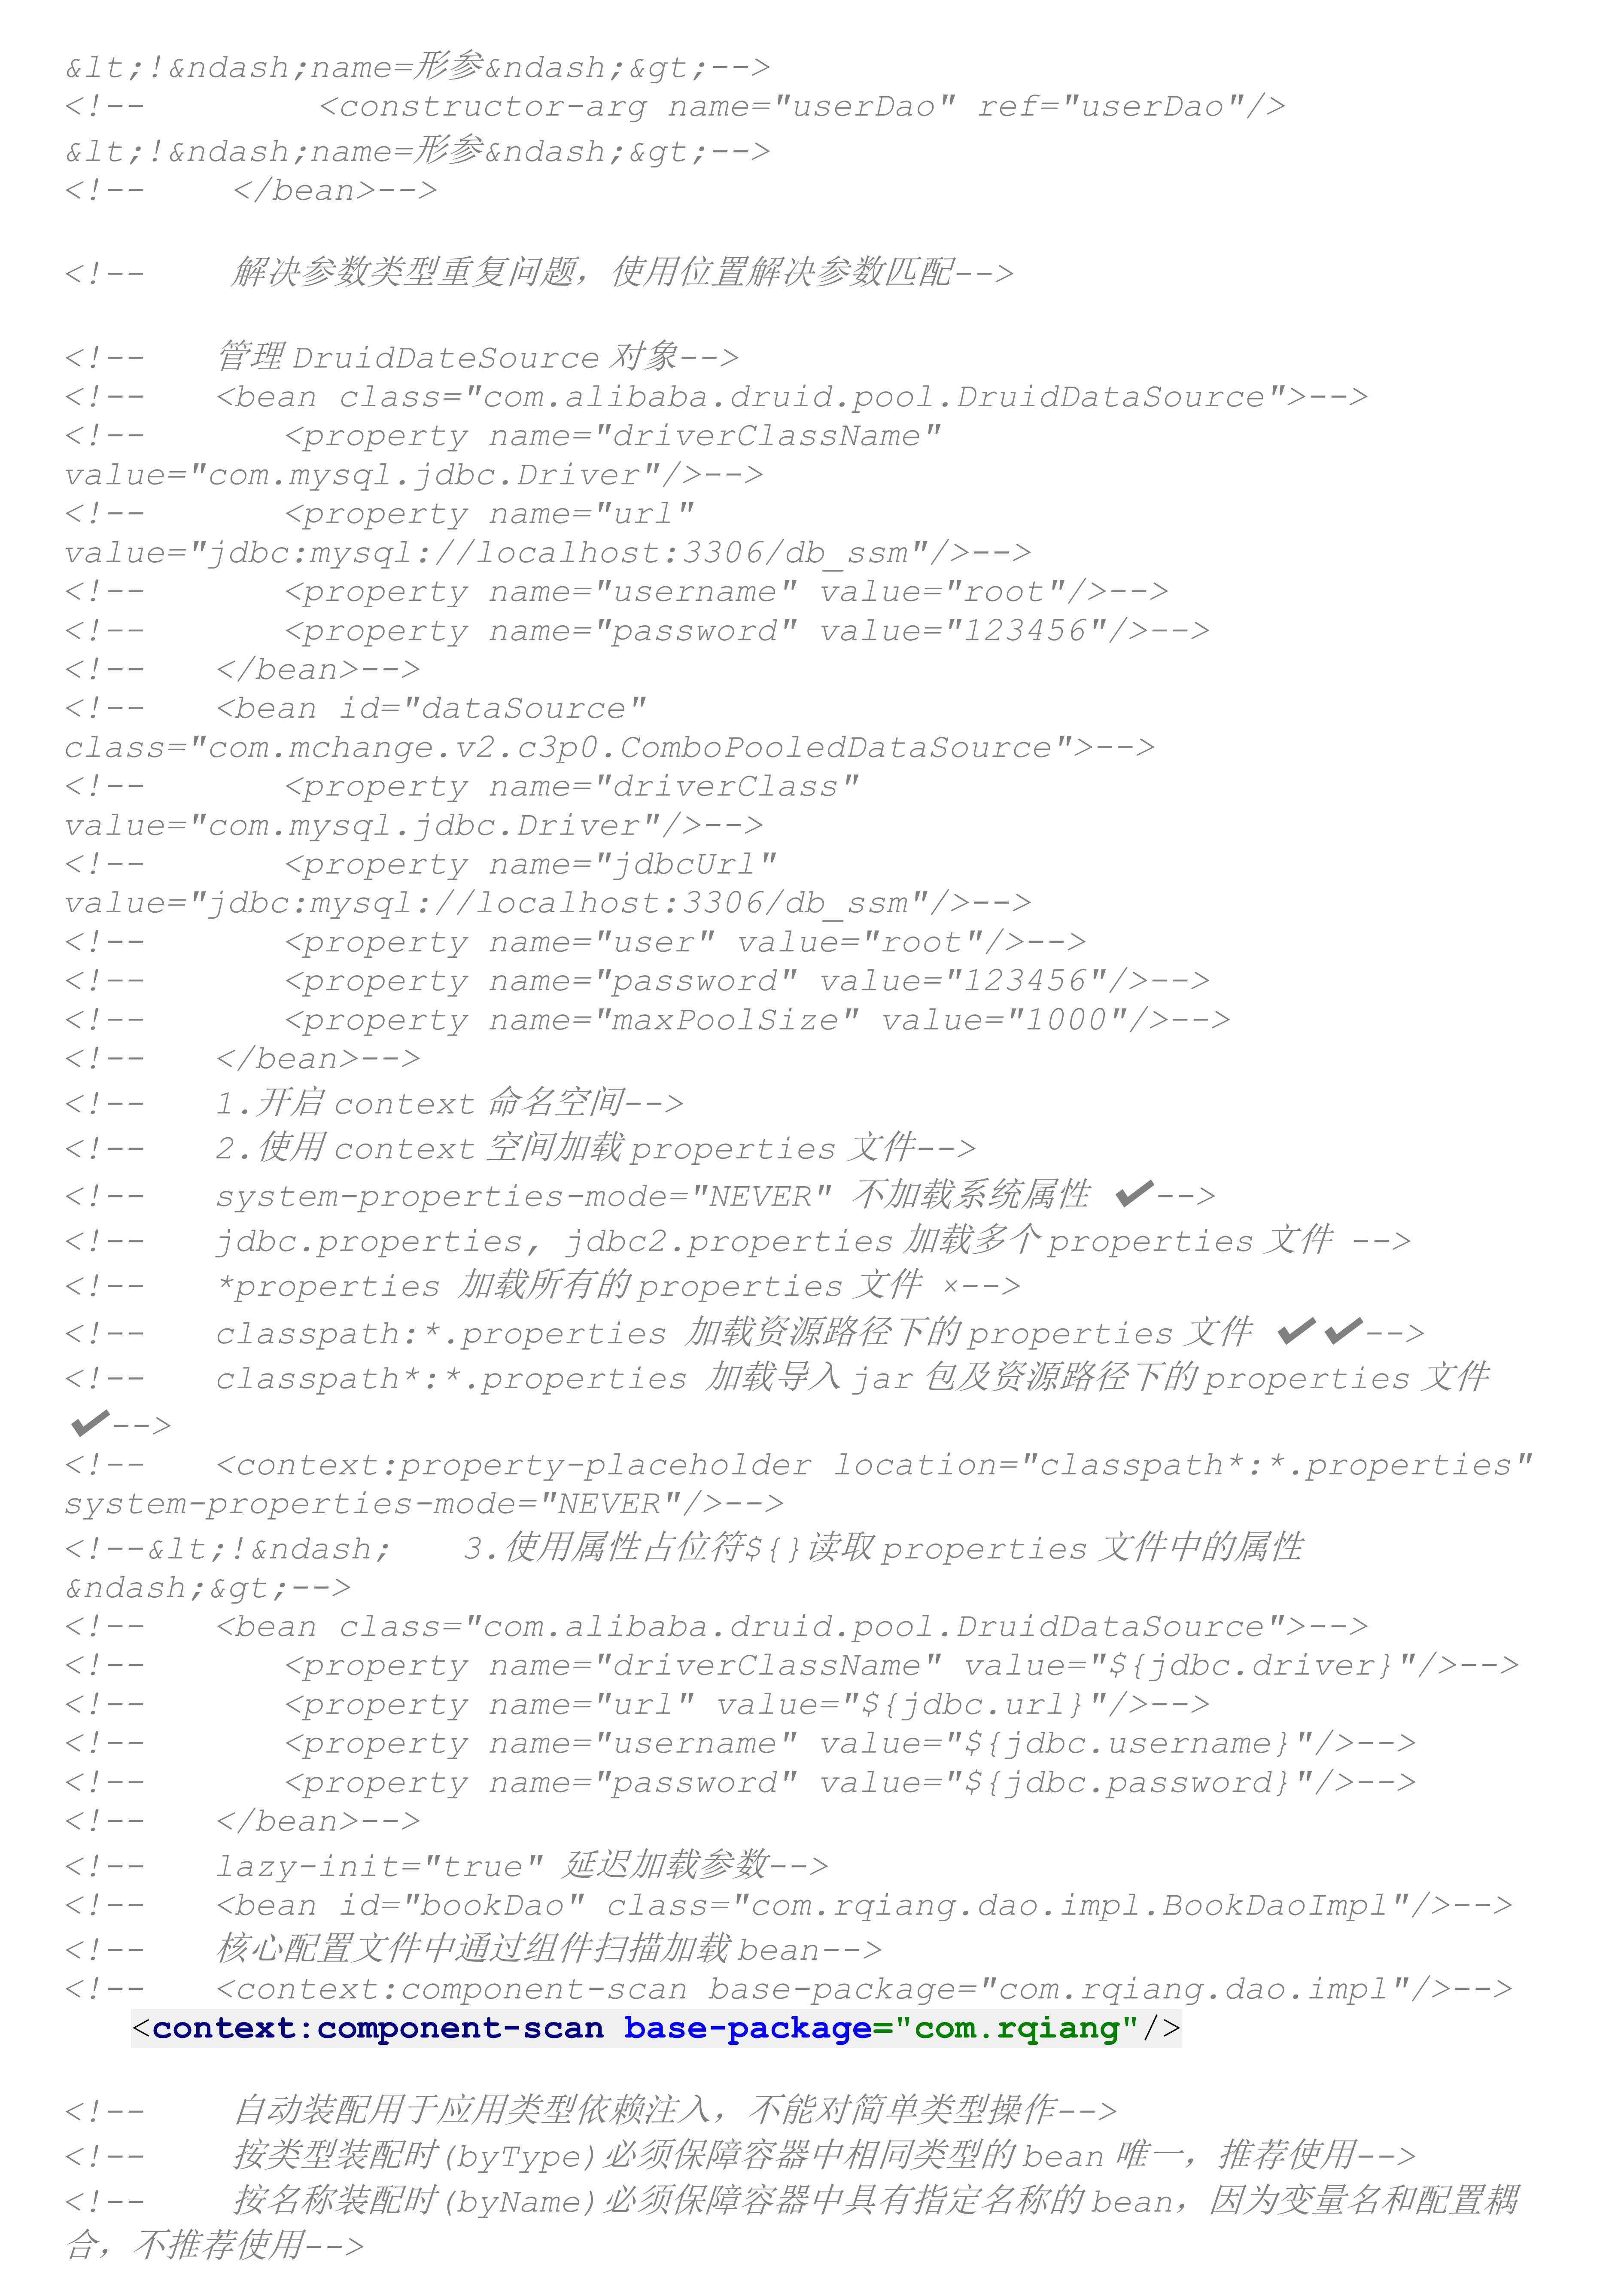 &lt;!&ndash;name=形参&ndash;&gt;-->
<!--        <constructor-arg name="userDao" ref="userDao"/>
&lt;!&ndash;name=形参&ndash;&gt;-->
<!--    </bean>-->
<!--    解决参数类型重复问题，使用位置解决参数匹配-->
<!--    管理 DruidDateSource 对象-->
<!--    <bean class="com.alibaba.druid.pool.DruidDataSource">-->
<!--        <property name="driverClassName"
value="com.mysql.jdbc.Driver"/>-->
<!--        <property name="url"
value="jdbc:mysql://localhost:3306/db_ssm"/>-->
<!--        <property name="username" value="root"/>-->
<!--        <property name="password" value="123456"/>-->
<!--    </bean>-->
<!--    <bean id="dataSource"
class="com.mchange.v2.c3p0.ComboPooledDataSource">-->
<!--        <property name="driverClass"
value="com.mysql.jdbc.Driver"/>-->
<!--        <property name="jdbcUrl"
value="jdbc:mysql://localhost:3306/db_ssm"/>-->
<!--        <property name="user" value="root"/>-->
<!--        <property name="password" value="123456"/>-->
<!--        <property name="maxPoolSize" value="1000"/>-->
<!--    </bean>-->
<!--    1.开启 context 命名空间-->
<!--    2.使用 context 空间加载 properties 文件-->
<!--    system-properties-mode="NEVER" 不加载系统属性 ✔-->
<!--    jdbc.properties, jdbc2.properties 加载多个 properties 文件 -->
<!--    *properties 加载所有的 properties 文件 ×-->
<!--    classpath:*.properties 加载资源路径下的 properties 文件 ✔✔-->
<!--    classpath*:*.properties 加载导入 jar 包及资源路径下的 properties 文件
✔-->
<!--    <context:property-placeholder location="classpath*:*.properties"
system-properties-mode="NEVER"/>-->
<!--&lt;!&ndash;    3.使用属性占位符${}读取 properties 文件中的属性
&ndash;&gt;-->
<!--    <bean class="com.alibaba.druid.pool.DruidDataSource">-->
<!--        <property name="driverClassName" value="${jdbc.driver}"/>-->
<!--        <property name="url" value="${jdbc.url}"/>-->
<!--        <property name="username" value="${jdbc.username}"/>-->
<!--        <property name="password" value="${jdbc.password}"/>-->
<!--    </bean>-->
<!--    lazy-init="true" 延迟加载参数-->
<!--    <bean id="bookDao" class="com.rqiang.dao.impl.BookDaoImpl"/>-->
<!--    核心配置文件中通过组件扫描加载 bean-->
<!--    <context:component-scan base-package="com.rqiang.dao.impl"/>-->
    <context:component-scan base-package="com.rqiang"/>
<!--    自动装配用于应用类型依赖注入，不能对简单类型操作-->
<!--    按类型装配时(byType)必须保障容器中相同类型的 bean 唯一，推荐使用-->
<!--    按名称装配时(byName)必须保障容器中具有指定名称的 bean，因为变量名和配置耦
合，不推荐使用-->